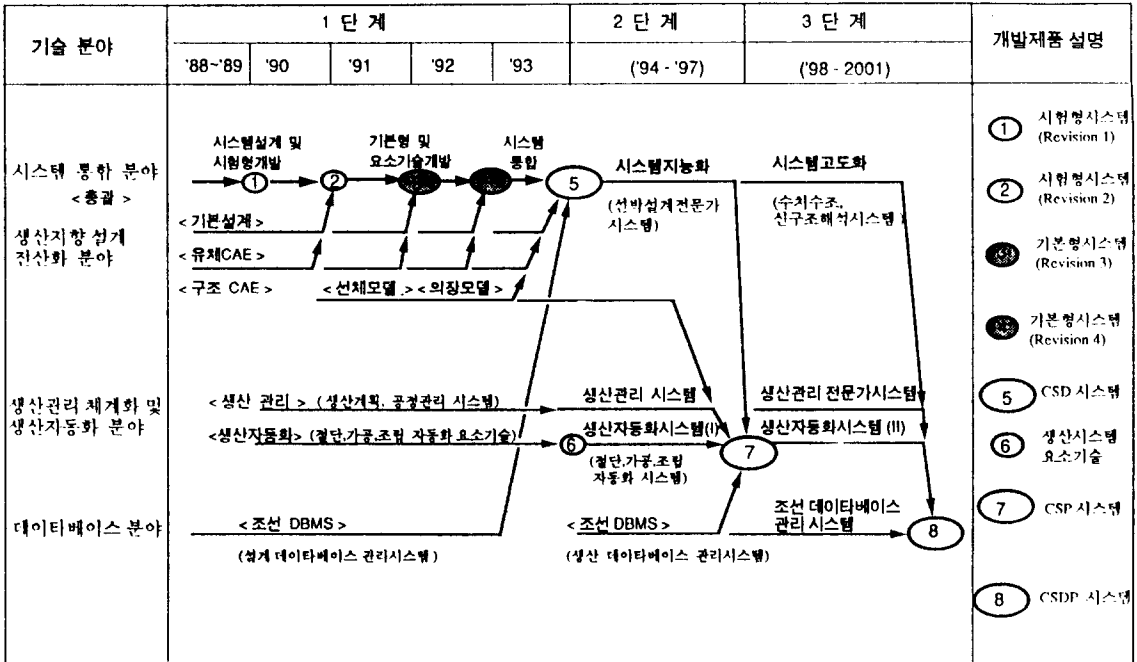 기술 분야
1 단 계
2 단 계
3 단 계
개발제품 설명
'88~'89
'90
'91
'92
'93
('94 - '97)
('98 - 2001)
시스템 통합 분야
< 총괄 >
시스템설계 및
시험형개발
기본형 및
요소기술개발
시스템
통합
1
2
5
시스템지능화
(선박설계전문가
시스템)
시스템고도화
(수치수조,
신구조해석시스템)
생산지향 설계
전산화 분야
< 기본설계 >
< 유체CAE >
< 구조 CAE >
< 선체모델 >
< 의장모델 >
생산관리 체계화 및
생산자동화 분야
< 생산 관리 > (생산계획, 공정관리 시스템)
생산관리 시스템
생산관리 전문가시스템
<생산자동화> (절단,가공,조립 자동화 요소기술)
6
생산자동화시스템(I)
(절단,가공,조립
자동화 시스템)
7
생산자동화시스템 (II)
데이타베이스 분야
< 조선 DBMS >
(설계 데이타베이스 관리시스템)
< 조선 DBMS >
(생산 데이타베이스 관리시스템)
조선 데이타베이스
관리 시스템
8
1
시험형시스템
(Revision 1)
2
시험형시스템
(Revision 2)
기본형시스템
(Revision 3)
기본형시스템
(Revision 4)
5 CSD 시스템
6 생산시스템
요소기술
7 CSP 시스템
8 CSDP 시스템